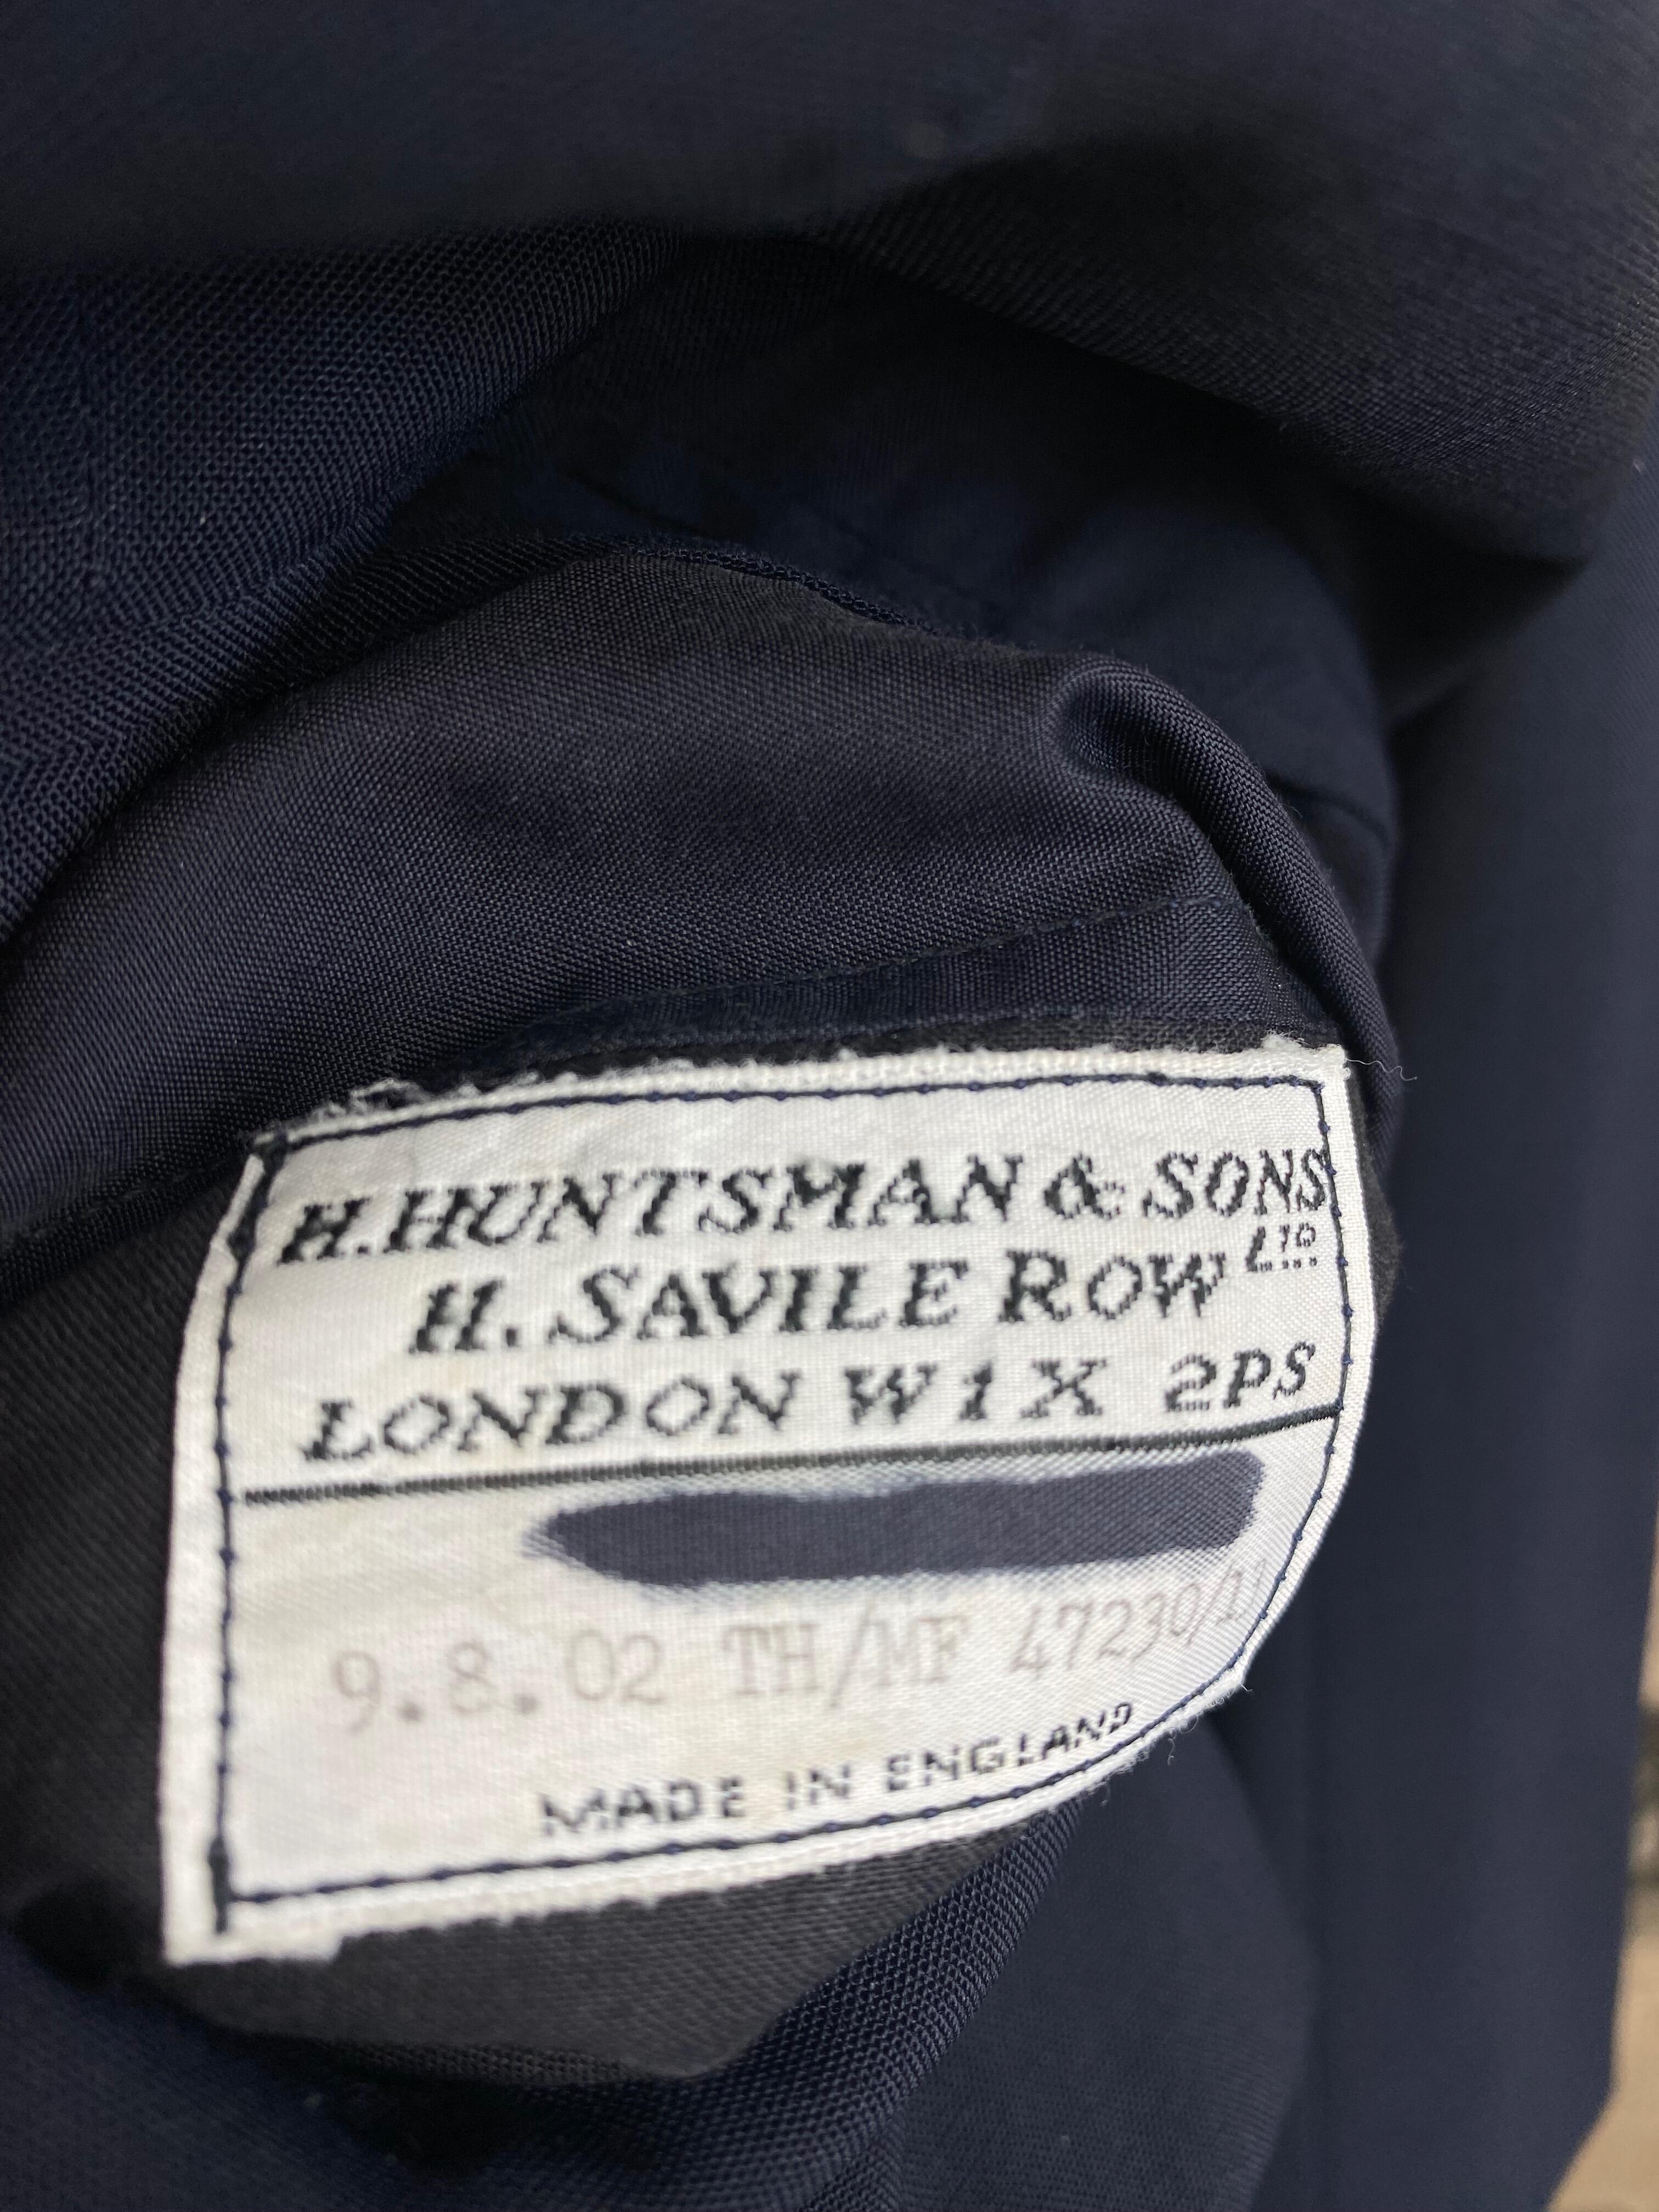 H.HUNTSMAN & SONS
LTD
11. SAVILE ROW
LONDON W1X 2PS
9.8.02 TH/MF
MADE IN ENGLAND